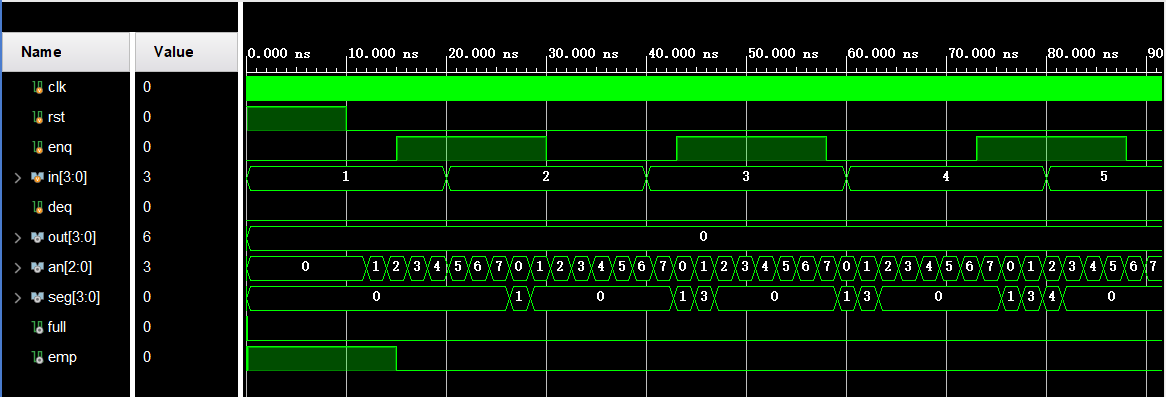 Name Value
0.000 ns 10.000 ns 20.000 ns 30.000 ns 40.000 ns 50.000 ns 60.000 ns 70.000 ns 80.000 ns 90
clk 0
rst 0
enq 0
in[3:0] 3 1 2 3 4 5
deq 0
out[3:0] 6 0
an[2:0] 3 0 1 2 3 4 5 6 7 0 1 2 3 4 5 6 7 0 1 2 3 4 5 6 7 0 1 2 3 4 5 6 7 0 1 2 3 4 5 6 7
seg[3:0] 0 0 1 0 1 3 0 1 3 0 1 3 4 0
full 0
emp 0